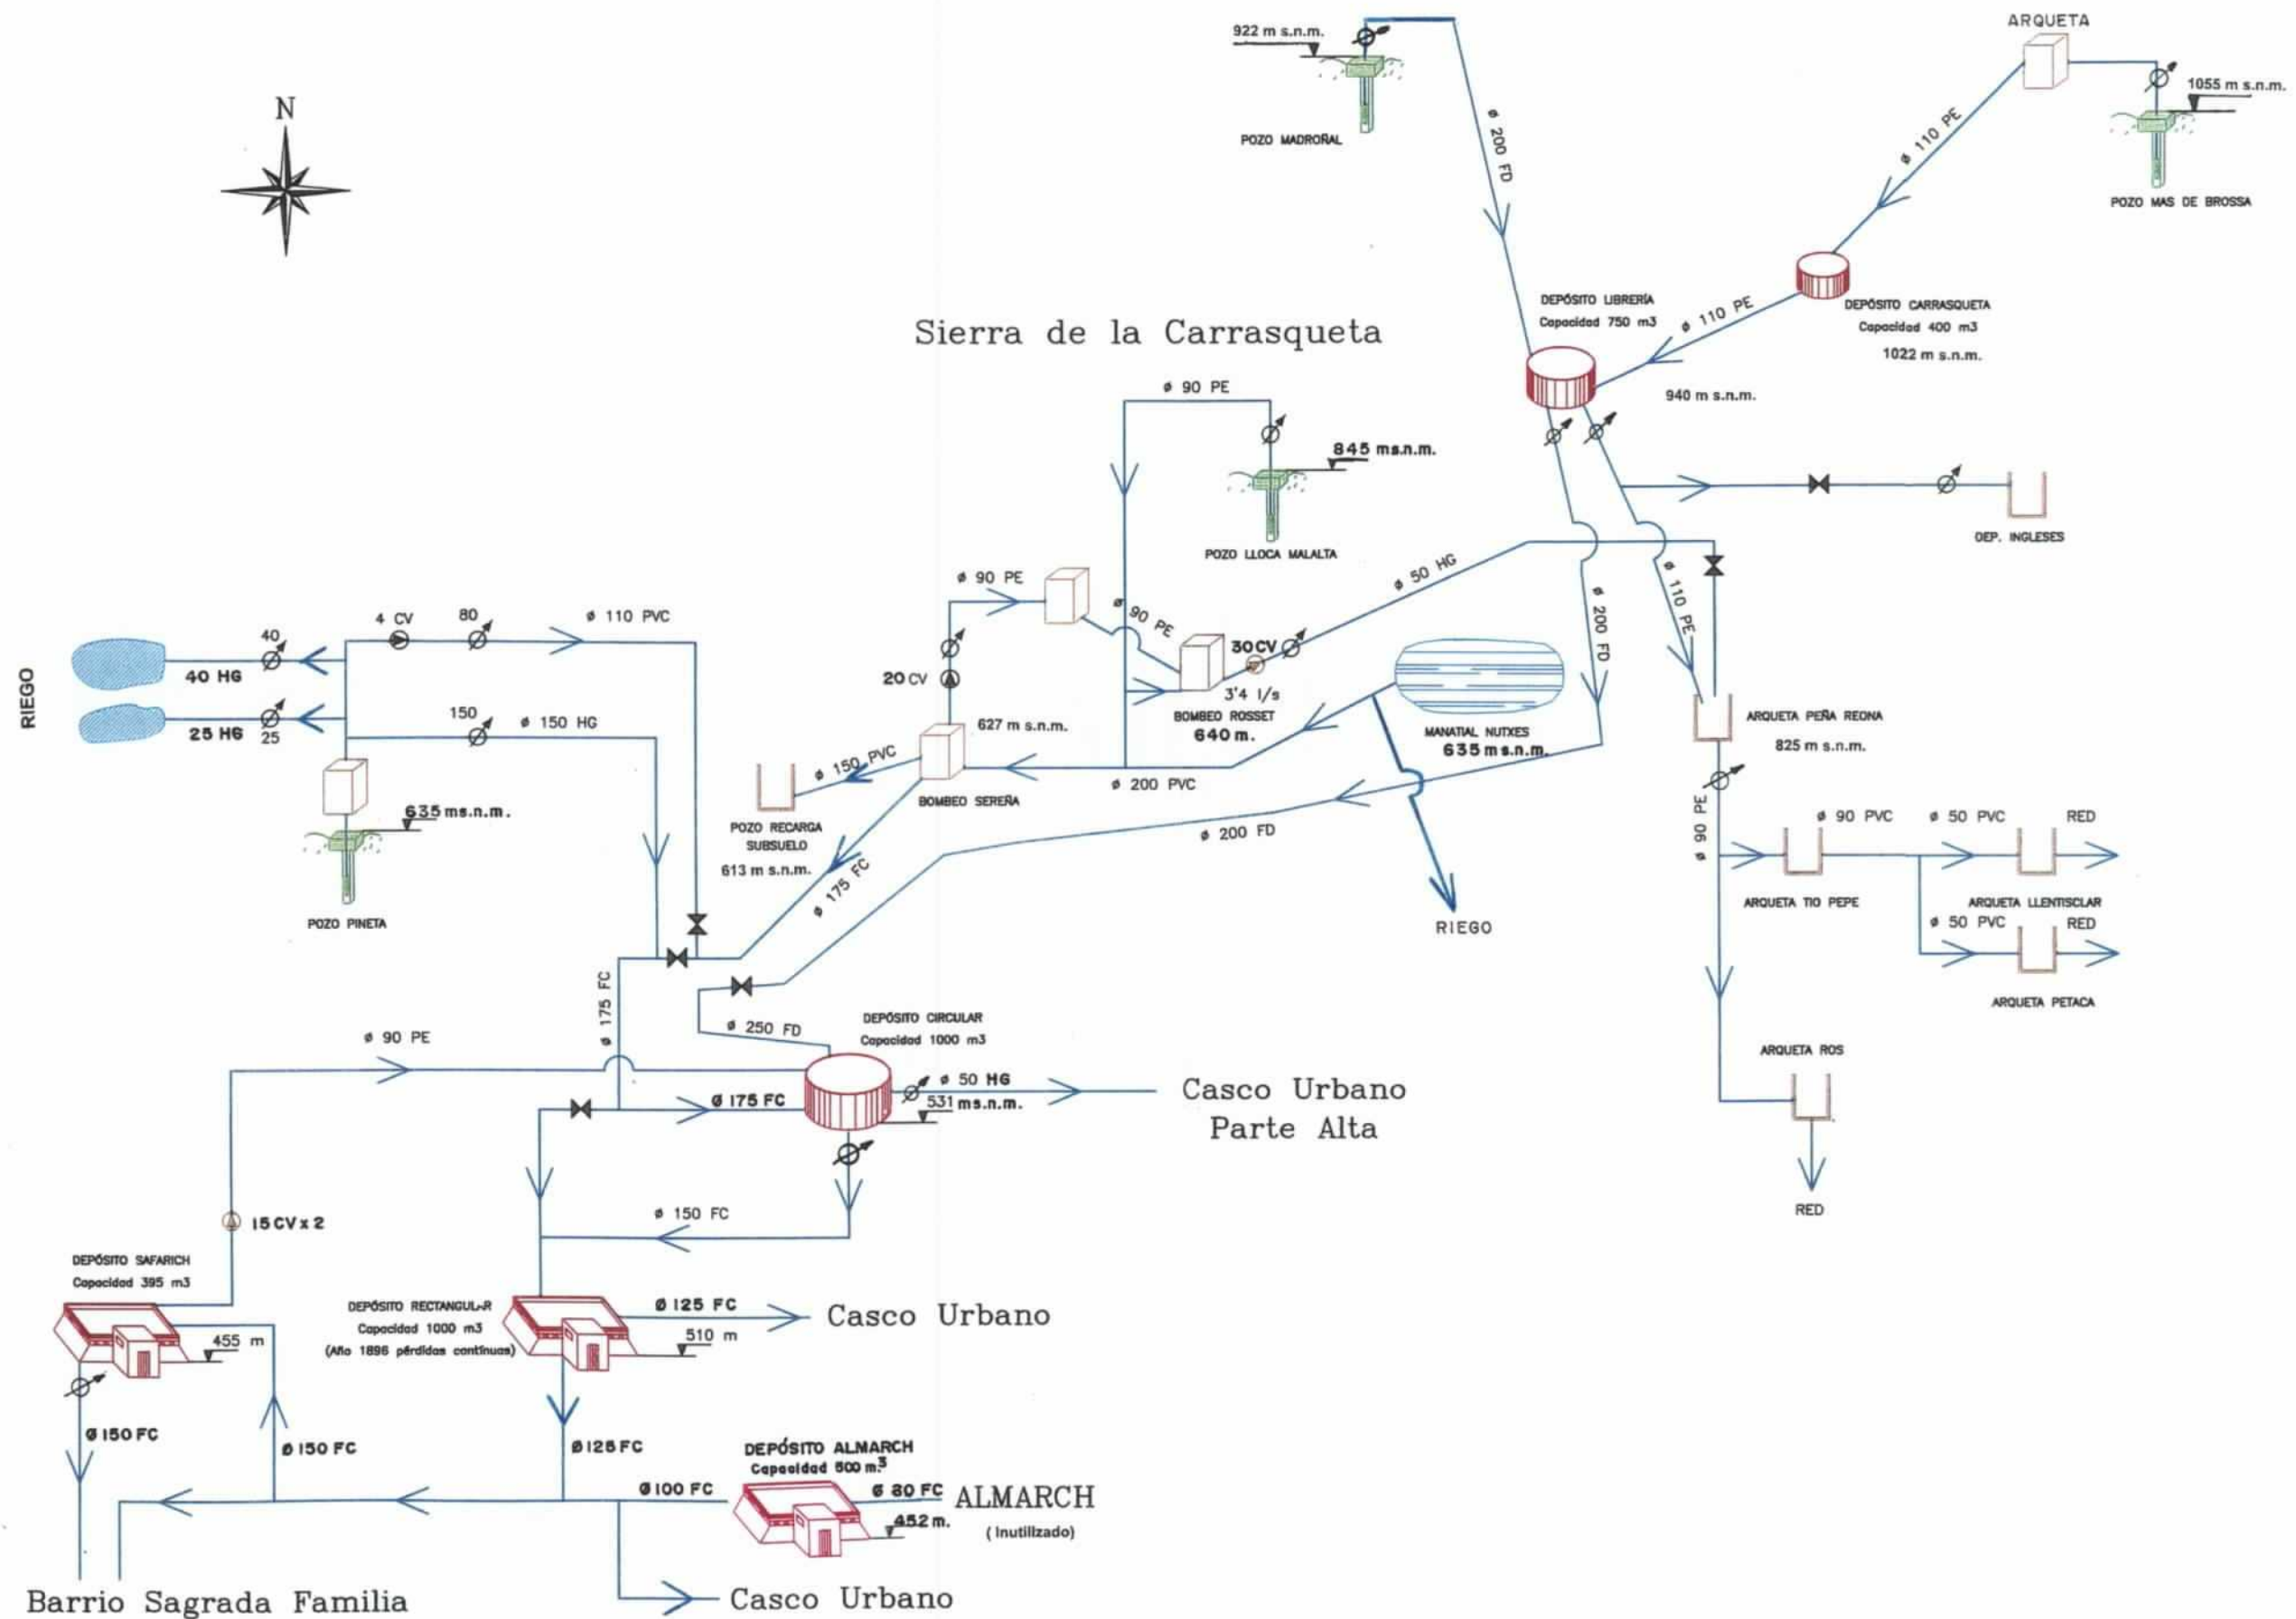 ARQUETA
922 m s.n.m.
1055 m s.n.m.
N
POZO MADROÑAL
ø 200 FD
ø 110 PE
POZO MAS DE BROSSA
DEPÓSITO LIBRERÍA
Capacidad 750 m3
ø 110 PE
DEPÓSITO CARRASQUETA
Capacidad 400 m3
1022 m s.n.m.
Sierra de la Carrasqueta
940 m s.n.m.
ø 90 PE
845 ms.n.m.
POZO LLOCA MALALTA
DEP. INGLESES
ø 90 PE
ø 90 PE
ø 50 HG
ø 200 FD
ø 110 PE
RIEGO
40
40 HG
25 HG
25
4 CV
80
ø 110 PVC
150
ø 150 HG
20 CV
30CV
3'4 l/s
BOMBEO ROSSET
640 m.
627 m s.n.m.
MANATIAL NUTXES
635 ms.n.m.
ARQUETA PEÑA REONA
825 m s.n.m.
ø 150 PVC
BOMBEO SEREÑA
ø 200 PVC
635 ms.n.m.
POZO PINETA
POZO RECARGA
SUBSUELO
613 m s.n.m.
ø 175 FC
ø 200 FD
RIEGO
ø 90 PE
ø 90 PVC
ø 50 PVC
RED
ARQUETA TIO PEPE
ARQUETA LLENTISCLAR
ø 50 PVC
RED
ARQUETA PETACA
ø 175 FC
ø 90 PE
ø 250 FD
DEPÓSITO CIRCULAR
Capacidad 1000 m3
ARQUETA ROS
ø 175 FC
ø 50 HG
531 ms.n.m.
Casco Urbano
Parte Alta
RED
15 CV x 2
ø 150 FC
DEPÓSITO SAFARICH
Capacidad 395 m3
455 m
DEPÓSITO RECTANGULAR
Capacidad 1000 m3
(Año 1896 pérdidas continuas)
ø 125 FC
510 m
Casco Urbano
ø 150 FC
ø 150 FC
ø 125 FC
DEPÓSITO ALMARCH
Capacidad 500 m.3
ø 100 FC
ø 80 FC
ALMARCH
(Inutilizado)
452 m.
Barrio Sagrada Familia
Casco Urbano